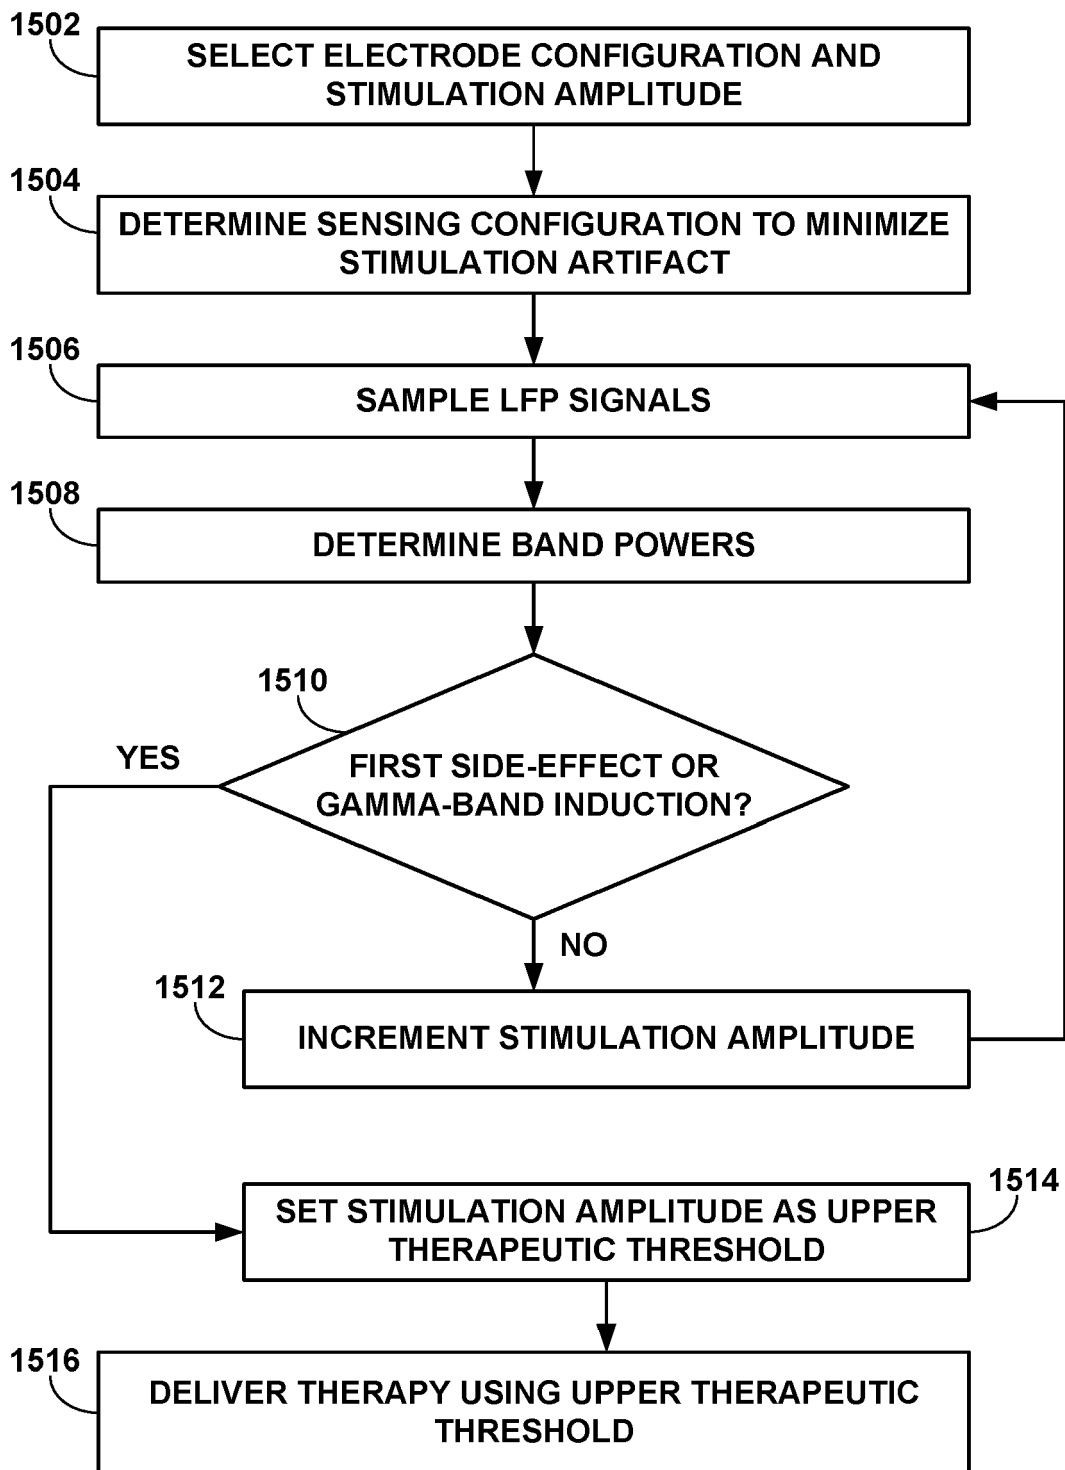 1502
SELECT ELECTRODE CONFIGURATION AND
STIMULATION AMPLITUDE
1504
DETERMINE SENSING CONFIGURATION TO MINIMIZE
STIMULATION ARTIFACT
1506
SAMPLE LFP SIGNALS
1508
DETERMINE BAND POWERS
1510
YES
FIRST SIDE-EFFECT OR
GAMMA-BAND INDUCTION?
NO
1512
INCREMENT STIMULATION AMPLITUDE
1514
SET STIMULATION AMPLITUDE AS UPPER
THERAPEUTIC THRESHOLD
1516
DELIVER THERAPY USING UPPER THERAPEUTIC
THRESHOLD